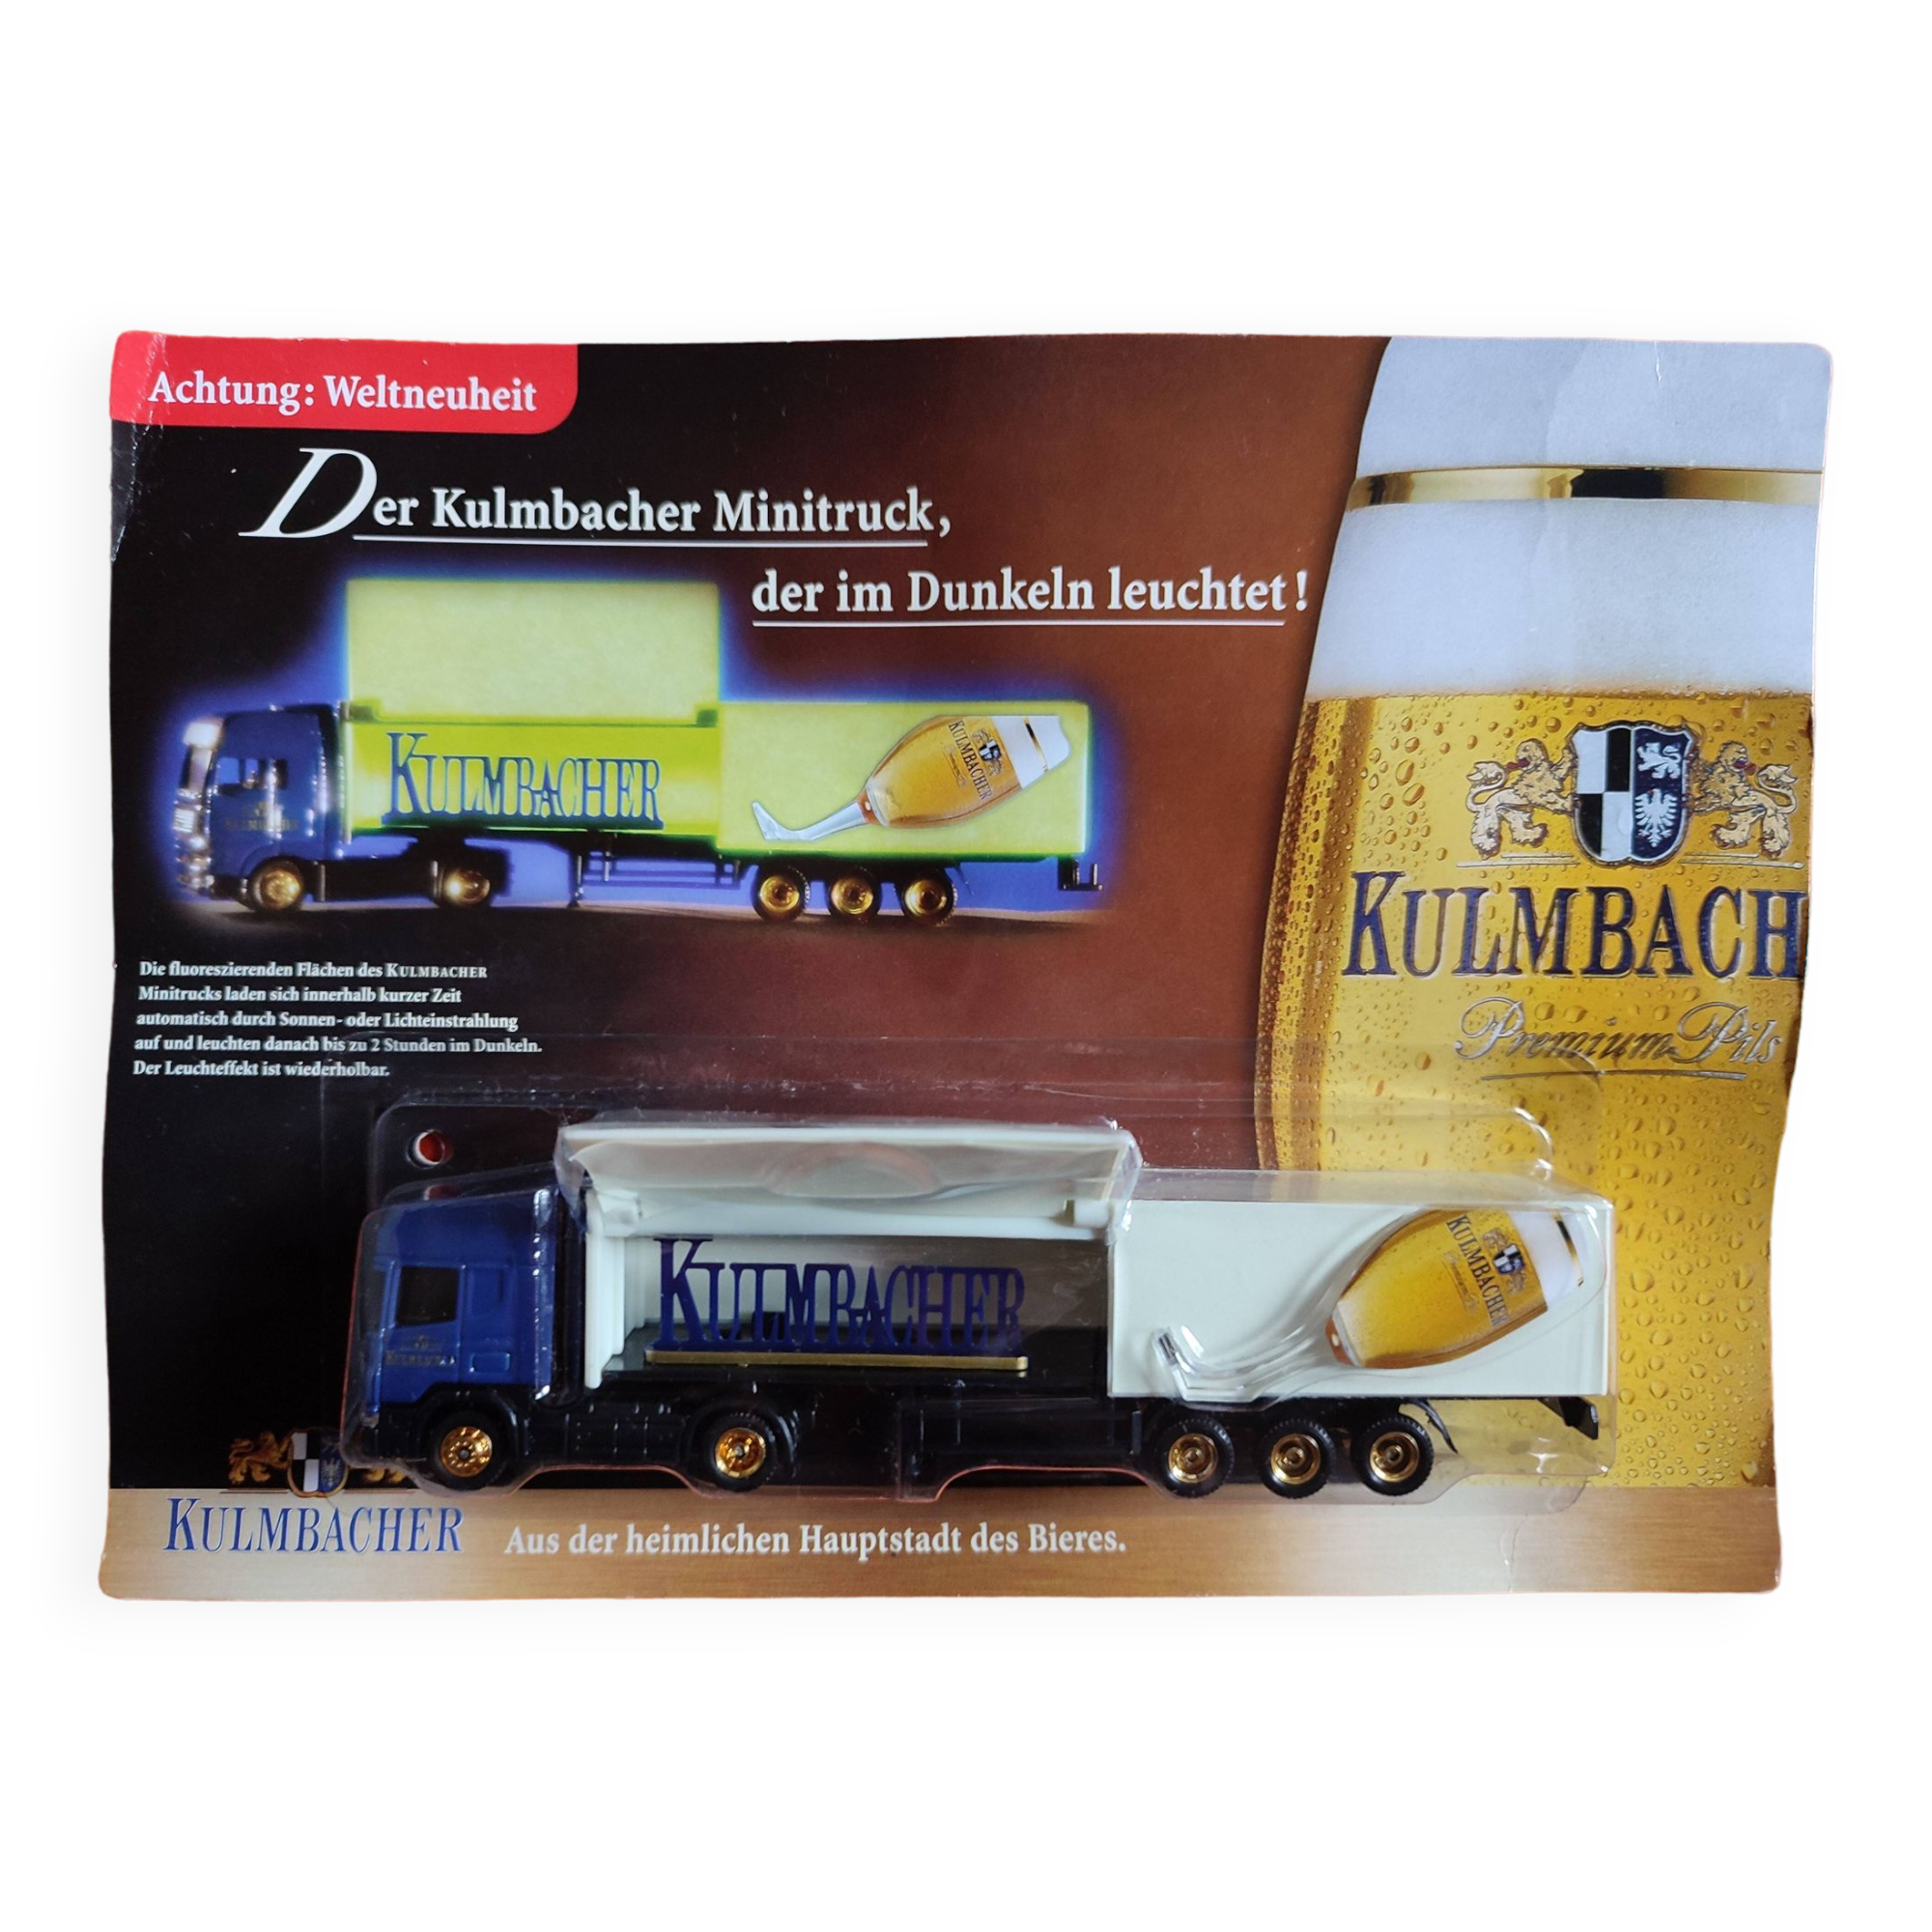 Achtung: Weltneuheit
Der Kulmbacher Minitruck,
der im Dunkeln leuchtet!
KULMBACHER
KULMBACHER
KULMBACH
Premium Pils
Die fluoreszierenden Flächen des KULMBACHER
Minitrucks laden sich innerhalb kurzer Zeit
automatisch durch Sonnen- oder Lichteinstrahlung
auf und leuchten danach bis zu 2 Stunden im Dunkeln.
Der Leuchteffekt ist wiederholbar.
KULMBACHER
KULMBACHER
KULMBACHER Aus der heimlichen Hauptstadt des Bieres.